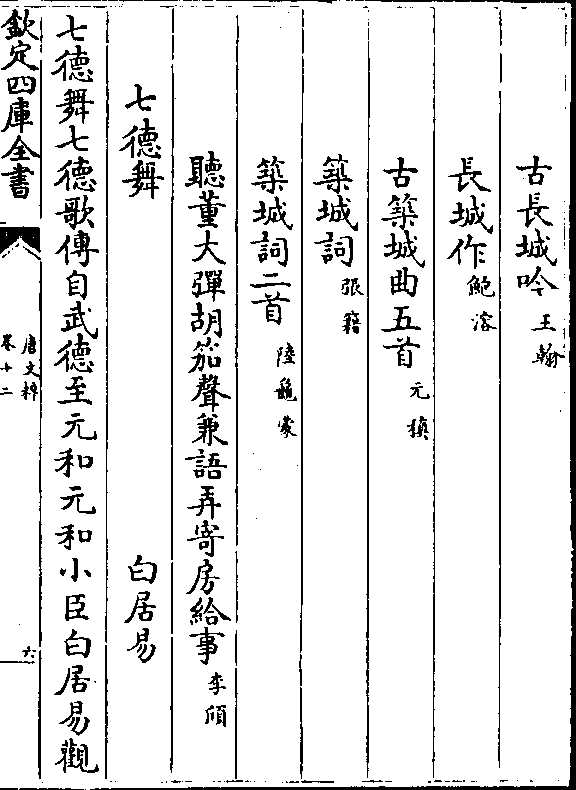 古長城吟王翰
長城作鮑溶
古築城曲五首元稹
築城詞張籍
築城詞二首陸龜蒙
聽董大彈胡笳聲兼語弄寄房給事李頎
七德舞白居易
七德舞七德歌傳自武德至元和元和小臣白居易觀
欽定四庫全書
唐文粹
卷十二
六